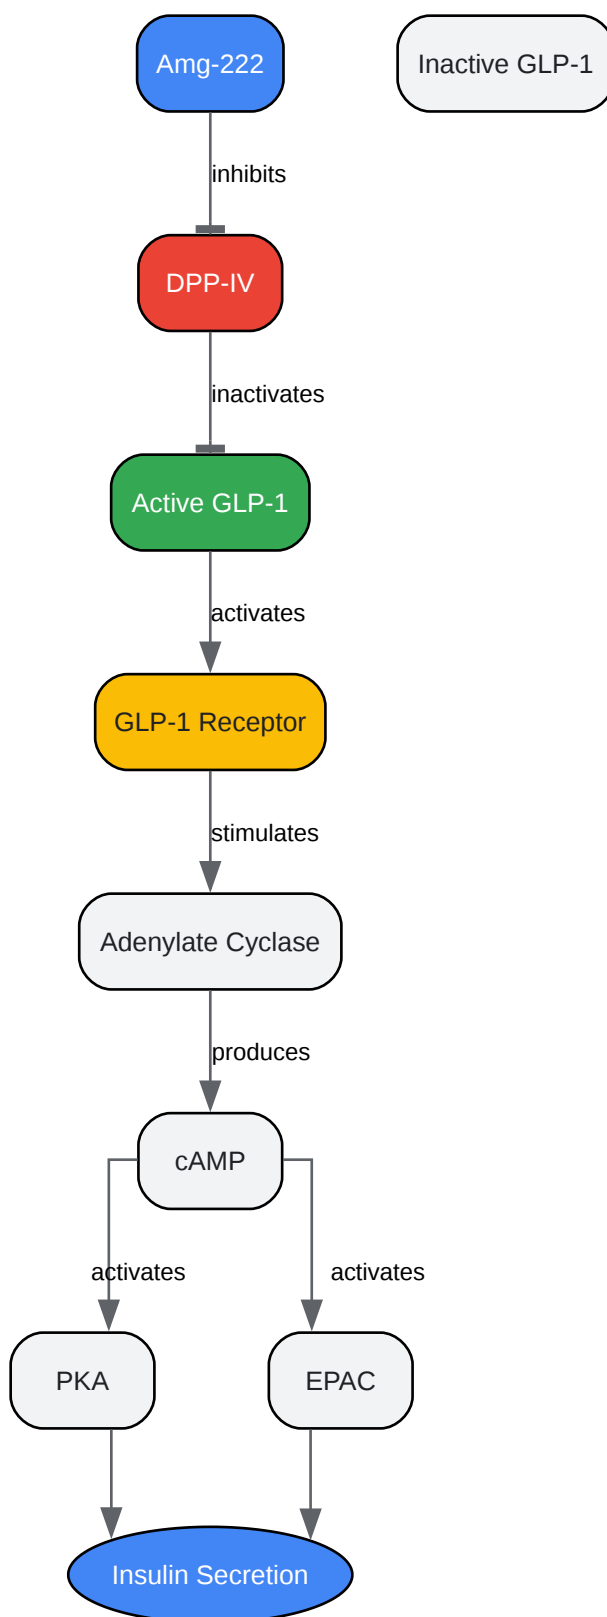 Amg-222
Inactive GLP-1
inhibits
DPP-IV
inactivates
Active GLP-1
activates
GLP-1 Receptor
stimulates
Adenylate Cyclase
produces
cAMP
activates
activates
PKA
EPAC
Insulin Secretion